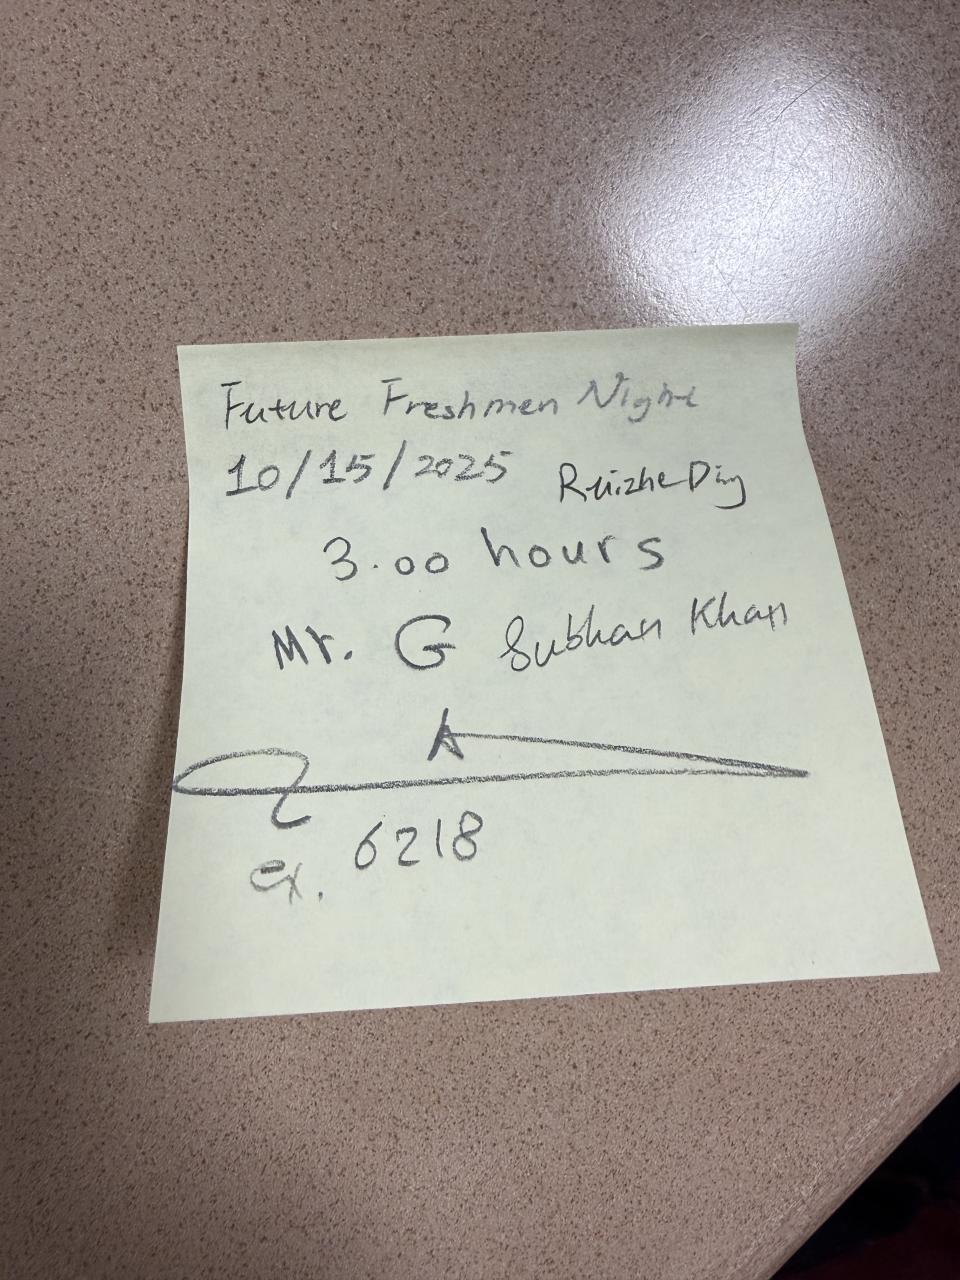 Future Freshmen Night
10/15/2025 Ruizhe Ding
3.00 hours
Mr. G Subhan Khan
ex. 6218